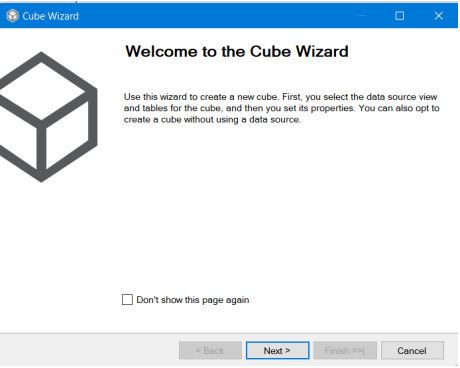 Cube Wizard
Welcome to the Cube Wizard
Use this wizard to create a new cube. First, you select the data source view
and tables for the cube, and then you set its properties. You can also opt to
create a cube without using a data source.
Don't show this page again
< Back Next > Finish >>| Cancel